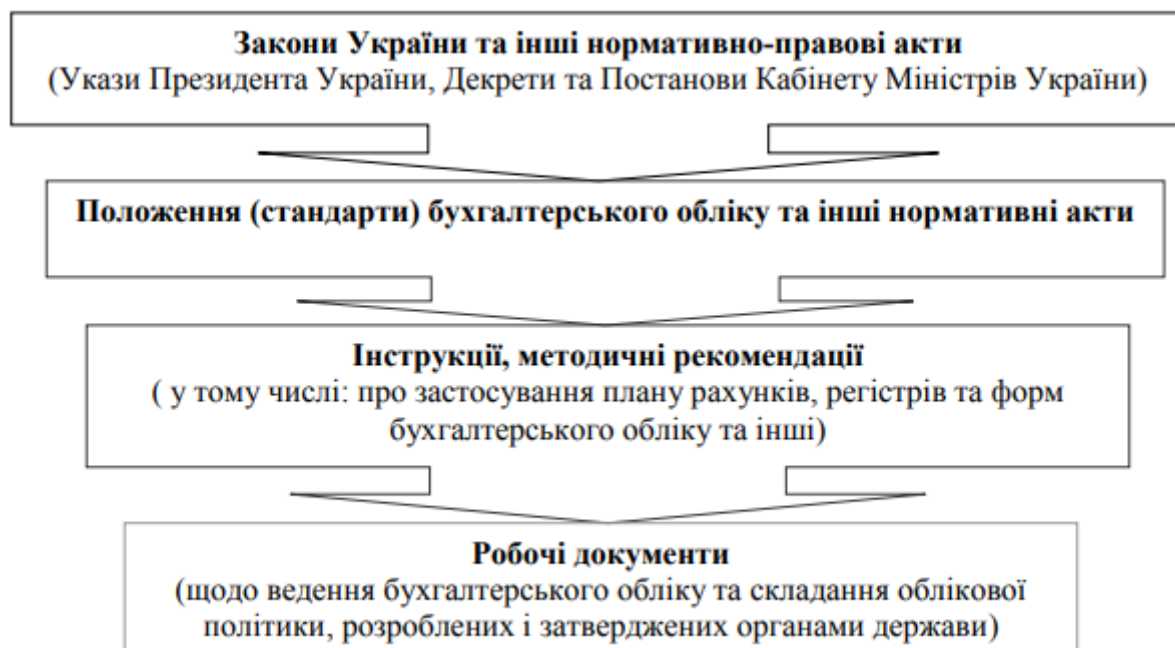 Закони України та інші нормативно-правові акти
(Укази Президента України, Декрети та Постанови Кабінету Міністрів України)
Положення (стандарти) бухгалтерського обліку та інші нормативні акти
Інструкції, методичні рекомендації
( у тому числі: про застосування плану рахунків, регістрів та форм
бухгалтерського обліку та інші)
Робочі документи
(щодо ведення бухгалтерського обліку та складання облікової
політики, розроблених і затверджених органами держави)